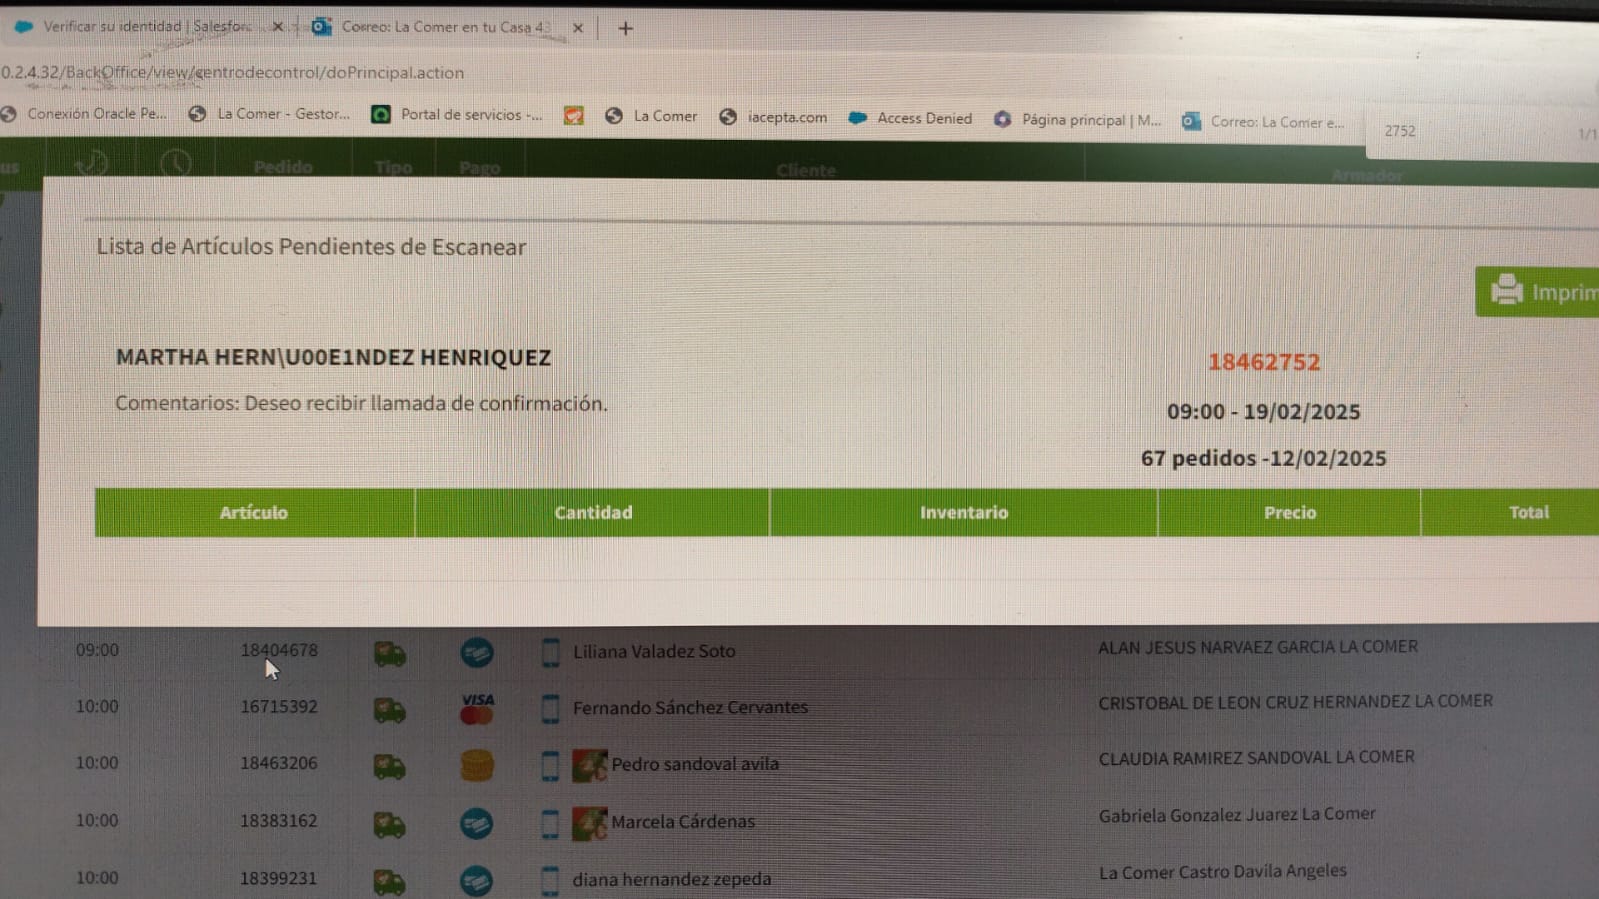 Verificar su identidad | Salesforc
Correo: La Comer en tu Casa 43
0.2.4.32/BackOffice/view/centrodecontrol/doPrincipal.action
Conexión Oracle Pe...
La Comer - Gestor...
Portal de servicios -...
La Comer
iacepta.com
Access Denied
Página principal | M...
Correo: La Comer e...
2752
1/1
us
Pedido
Tipo
Pago
Cliente
Armador
Lista de Artículos Pendientes de Escanear
Imprim
MARTHA HERN\U00E1NDEZ HENRIQUEZ
18462752
Comentarios: Deseo recibir llamada de confirmación.
09:00 - 19/02/2025
67 pedidos -12/02/2025
Artículo Cantidad Inventario Precio Total
09:00 18404678 Liliana Valadez Soto ALAN JESUS NARVAEZ GARCIA LA COMER
10:00 16715392 VISA Fernando Sánchez Cervantes CRISTOBAL DE LEON CRUZ HERNANDEZ LA COMER
10:00 18463206 Pedro sandoval avila CLAUDIA RAMIREZ SANDOVAL LA COMER
10:00 18383162 Marcela Cárdenas Gabriela Gonzalez Juarez La Comer
10:00 18399231 diana hernandez zepeda La Comer Castro Davila Angeles